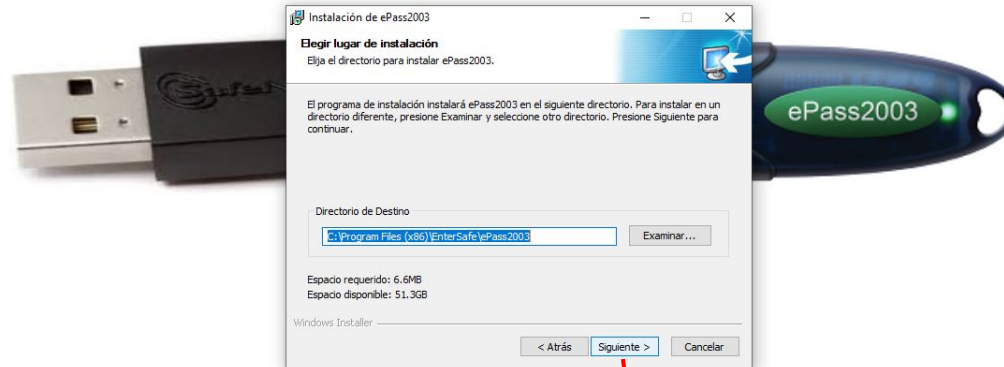 Instalación de ePass2003
Elegir lugar de instalación
Elija el directorio para instalar ePass2003.
El programa de instalación instalará ePass2003 en el siguiente directorio. Para instalar en un
directorio diferente, presione Examinar y seleccione otro directorio. Presione Siguiente para
continuar.
Directorio de Destino
C:\Program Files (x86)\EnterSafe\ePass2003
Examinar...
Espacio requerido: 6.6MB
Espacio disponible: 51.3GB
Windows Installer
< Atrás
Siguiente >
Cancelar
ePass2003